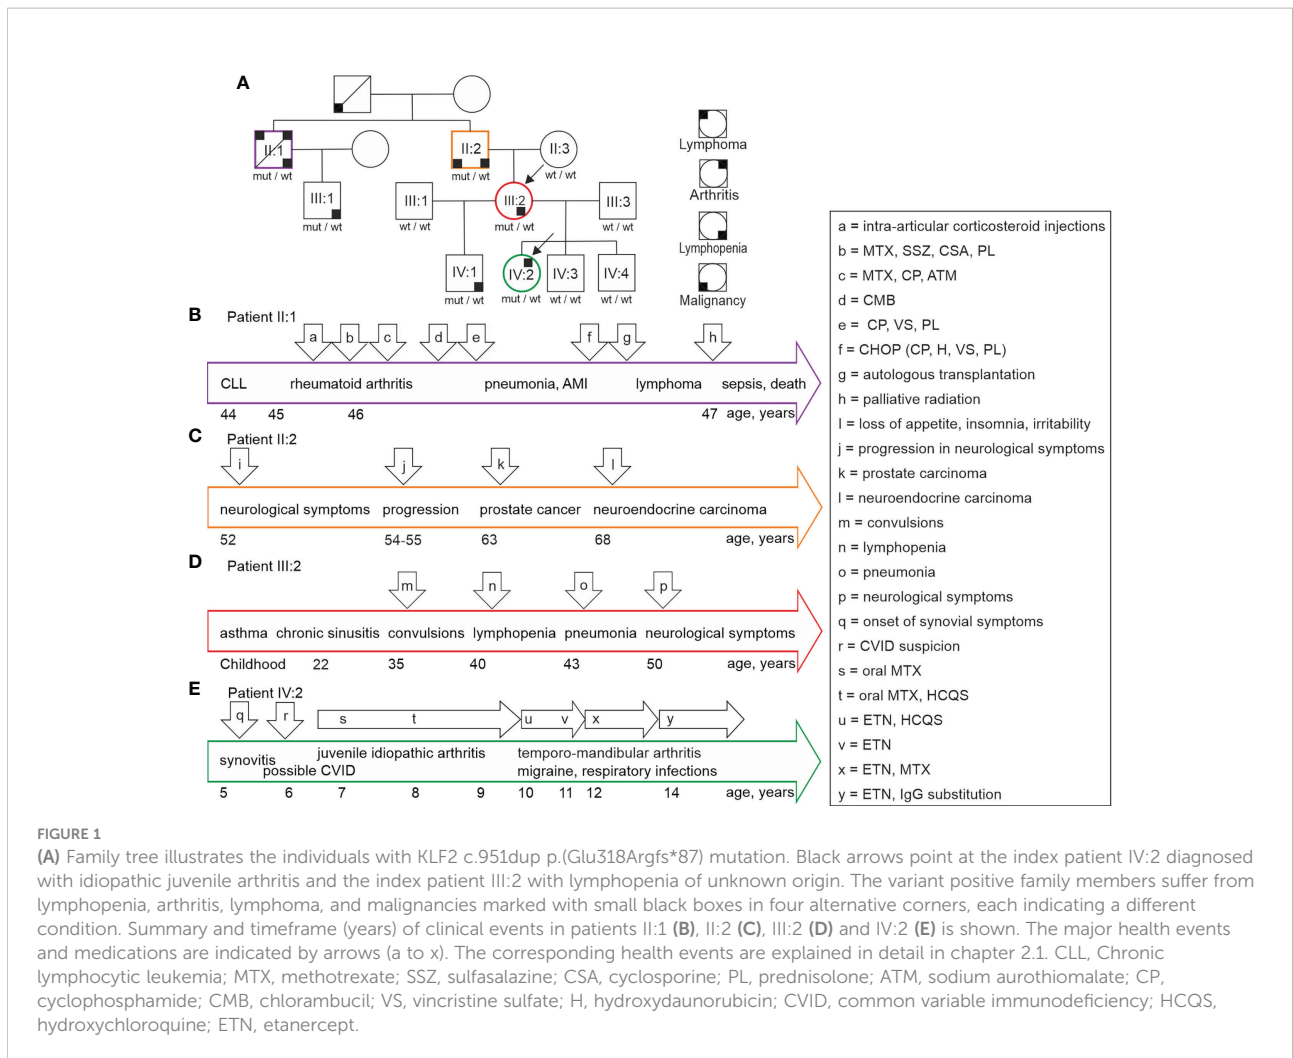 A
II:1
mut / wt
II:2
mut / wt
II:3
wt / wt
Lymphoma
Arthritis
Lymphopenia
Malignancy
III:1
mut / wt
III:1
wt / wt
III:2
mut / wt
III:3
wt / wt
IV:1
mut / wt
IV:2
mut / wt
IV:3
wt / wt
IV:4
wt / wt
B
Patient II:1
a b c d e f g h
CLL rheumatoid arthritis pneumonia, AMI lymphoma sepsis, death
44 45 46 47 age, years
C
Patient II:2
i j k l
neurological symptoms progression prostate cancer neuroendocrine carcinoma
52 54-55 63 68 age, years
D
Patient III:2
m n o p
asthma chronic sinusitis convulsions lymphopenia pneumonia neurological symptoms
Childhood 22 35 40 43 50 age, years
E
Patient IV:2
q r s t u v x y
synovitis juvenile idiopathic arthritis temporo-mandibular arthritis
possible CVID migraine, respiratory infections
5 6 7 8 9 10 11 12 14 age, years
a = intra-articular corticosteroid injections
b = MTX, SSZ, CSA, PL
c = MTX, CP, ATM
d = CMB
e = CP, VS, PL
f = CHOP (CP, H, VS, PL)
g = autologous transplantation
h = palliative radiation
I = loss of appetite, insomnia, irritability
j = progression in neurological symptoms
k = prostate carcinoma
l = neuroendocrine carcinoma
m = convulsions
n = lymphopenia
o = pneumonia
p = neurological symptoms
q = onset of synovial symptoms
r = CVID suspicion
s = oral MTX
t = oral MTX, HCQS
u = ETN, HCQS
v = ETN
x = ETN, MTX
y = ETN, IgG substitution
FIGURE 1
(A) Family tree illustrates the individuals with KLF2 c.951dup p.(Glu318Argfs*87) mutation. Black arrows point at the index patient IV:2 diagnosed
with idiopathic juvenile arthritis and the index patient III:2 with lymphopenia of unknown origin. The variant positive family members suffer from
lymphopenia, arthritis, lymphoma, and malignancies marked with small black boxes in four alternative corners, each indicating a different
condition. Summary and timeframe (years) of clinical events in patients II:1 (B), II:2 (C), III:2 (D) and IV:2 (E) is shown. The major health events
and medications are indicated by arrows (a to x). The corresponding health events are explained in detail in chapter 2.1. CLL, Chronic
lymphocytic leukemia; MTX, methotrexate; SSZ, sulfasalazine; CSA, cyclosporine; PL, prednisolone; ATM, sodium aurothiomalate; CP,
cyclophosphamide; CMB, chlorambucil; VS, vincristine sulfate; H, hydroxydaunorubicin; CVID, common variable immunodeficiency; HCQS,
hydroxychloroquine; ETN, etanercept.